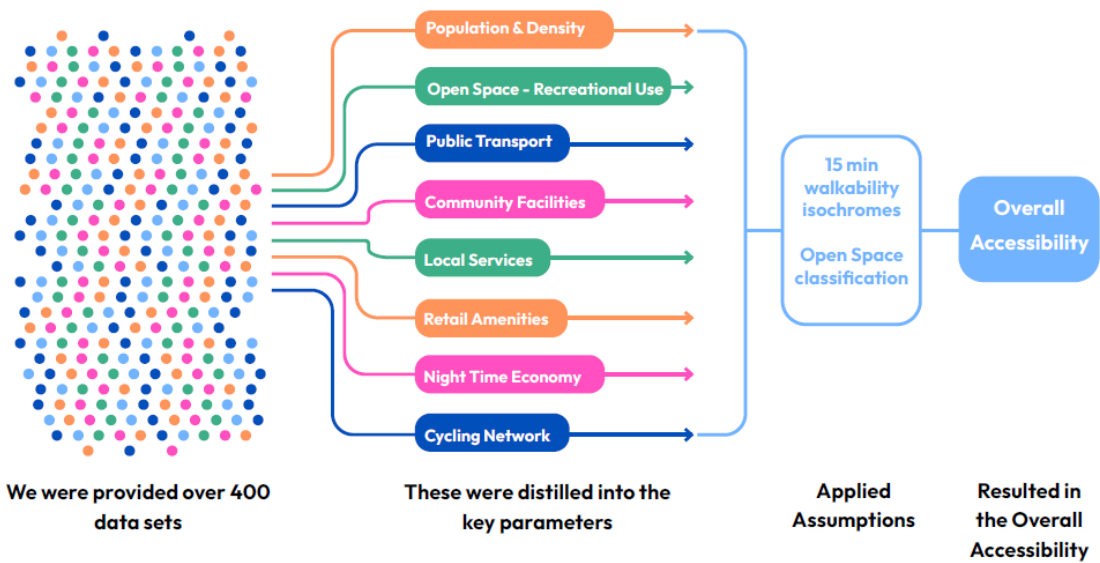 Population & Density
Open Space - Recreational Use
Public Transport
Community Facilities
Local Services
Retail Amenities
Night Time Economy
Cycling Network
15 min
walkability
isochromes
Open Space
classification
Overall
Accessibility
We were provided over 400
data sets
These were distilled into the
key parameters
Applied
Assumptions
Resulted in
the Overall
Accessibility